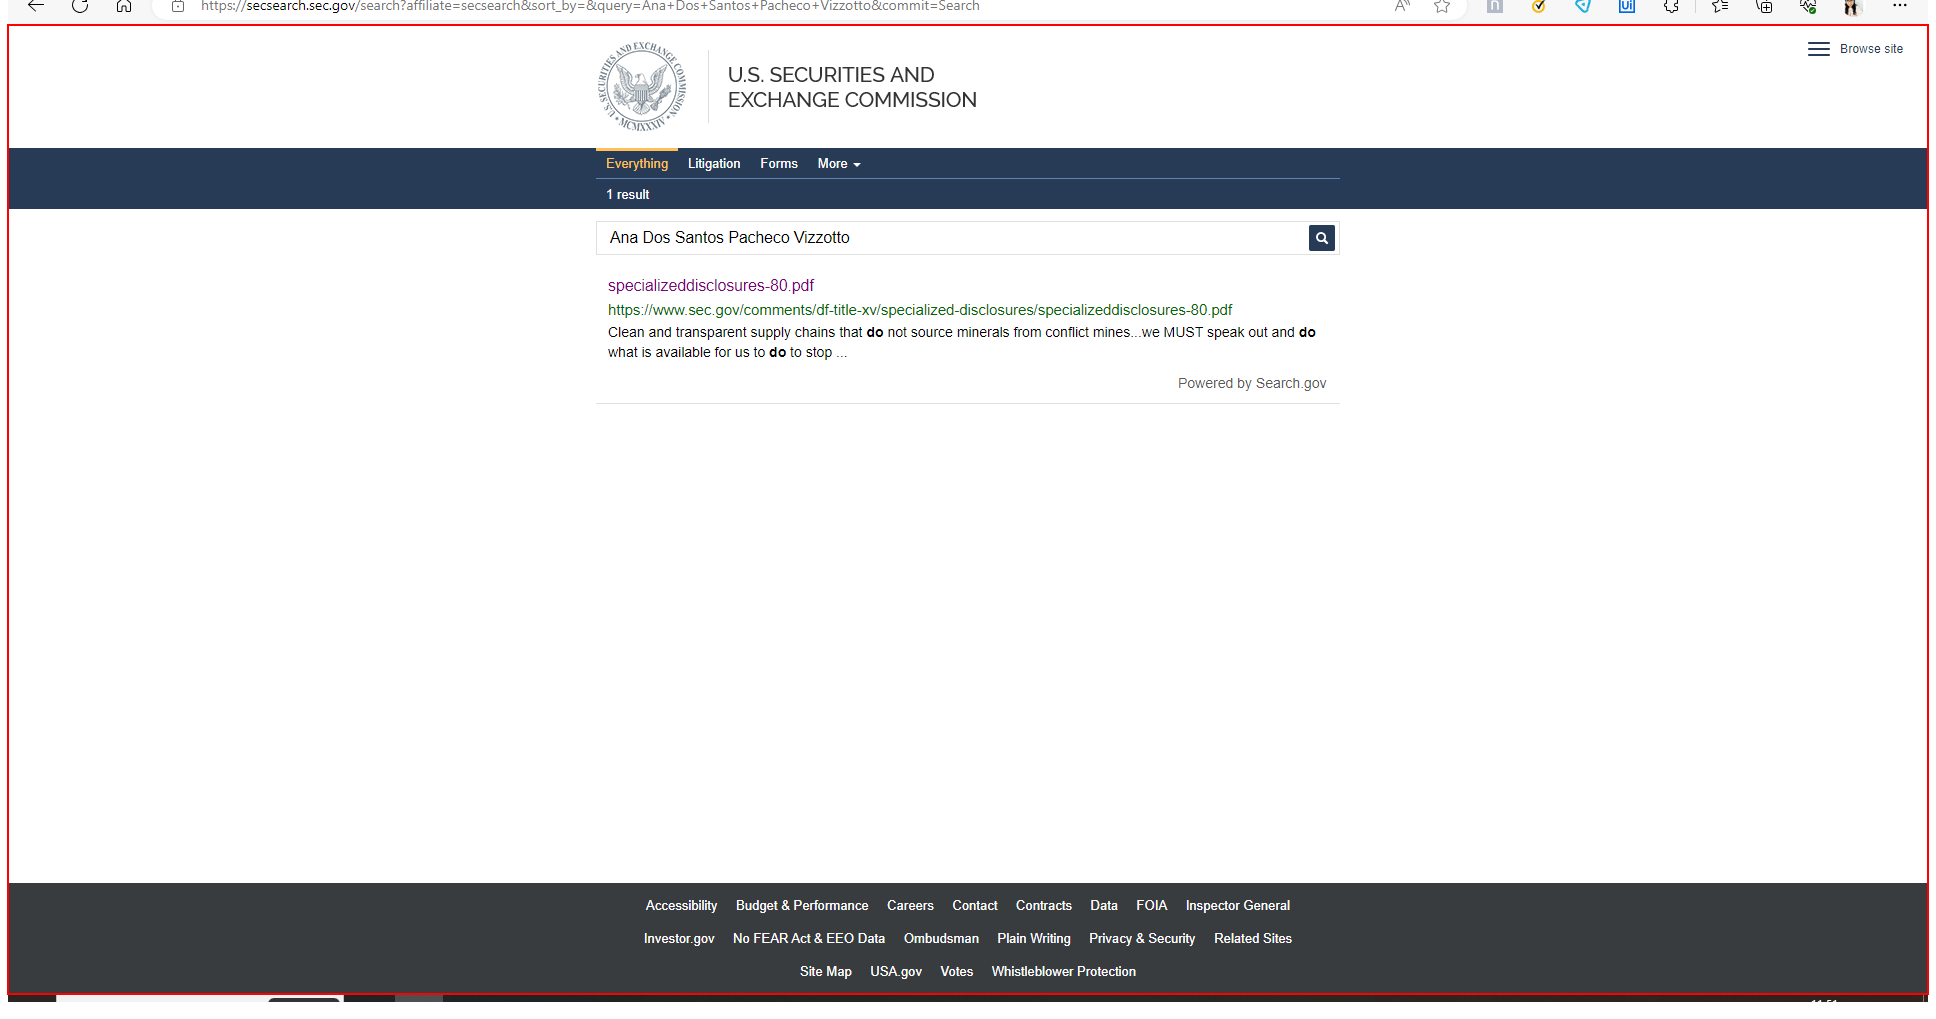 https://secsearch.sec.gov/search?affiliate=secsearch&sort_by=&query=Ana+Dos+Santos+Pacheco+Vizzotto&commit=Search
U.S. SECURITIES AND EXCHANGE COMMISSION
MCMXXXIV
U.S. SECURITIES AND
EXCHANGE COMMISSION
Browse site
Everything Litigation Forms More
1 result
Ana Dos Santos Pacheco Vizzotto
specializeddisclosures-80.pdf
https://www.sec.gov/comments/df-title-xv/specialized-disclosures/specializeddisclosures-80.pdf
Clean and transparent supply chains that do not source minerals from conflict mines...we MUST speak out and do
what is available for us to do to stop ...
Powered by Search.gov
Accessibility Budget & Performance Careers Contact Contracts Data FOIA Inspector General
Investor.gov No FEAR Act & EEO Data Ombudsman Plain Writing Privacy & Security Related Sites
Site Map USA.gov Votes Whistleblower Protection